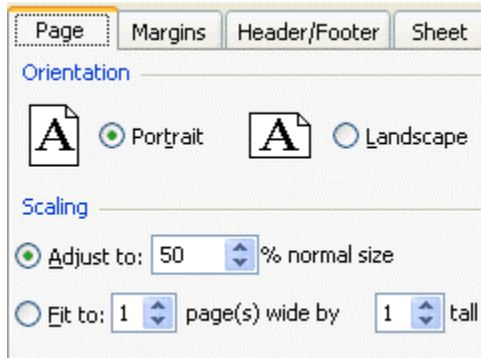 Page Margins Header/Footer Sheet
Orientation
A Portrait A Landscape
Scaling
Adjust to: 50 % normal size
Fit to: 1 page(s) wide by 1 tall